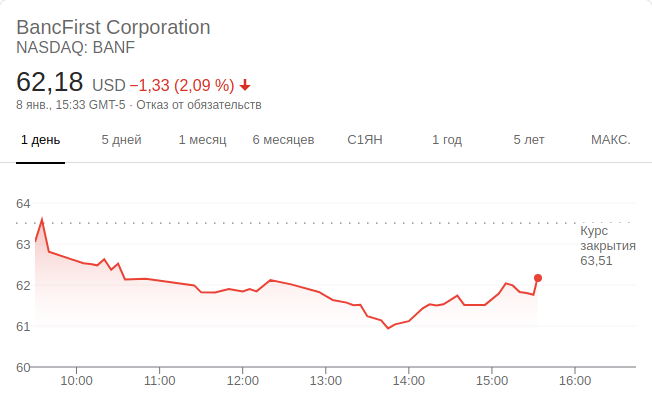 BancFirst Corporation
NASDAQ: BANF
62,18 USD −1,33 (2,09 %)
8 янв., 15:33 GMT-5 · Отказ от обязательств
1 день 5 дней 1 месяц 6 месяцев С1ЯН 1 год 5 лет МАКС.
64
Курс
закрытия
63,51
63
62
61
60
10:00 11:00 12:00 13:00 14:00 15:00 16:00